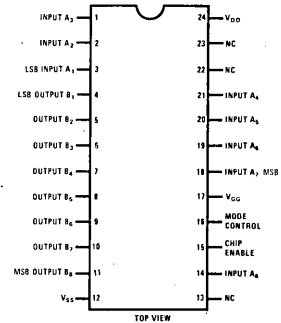 INPUT A₃ 1 24 VDD
INPUT A₂ 2 23 NC
LSB INPUT A₁ 3 22 NC
LSB OUTPUT B₁ 4 21 INPUT A₄
OUTPUT B₂ 5 20 INPUT A₅
OUTPUT B₃ 6 19 INPUT A₆
OUTPUT B₄ 7 18 INPUT A₇ MSB
OUTPUT B₅ 8 17 VGG
OUTPUT B₆ 9 16 MODE CONTROL
OUTPUT B₇ 10 15 CHIP ENABLE
MSB OUTPUT B₈ 11 14 INPUT A₈
VSS 12 13 NC
TOP VIEW